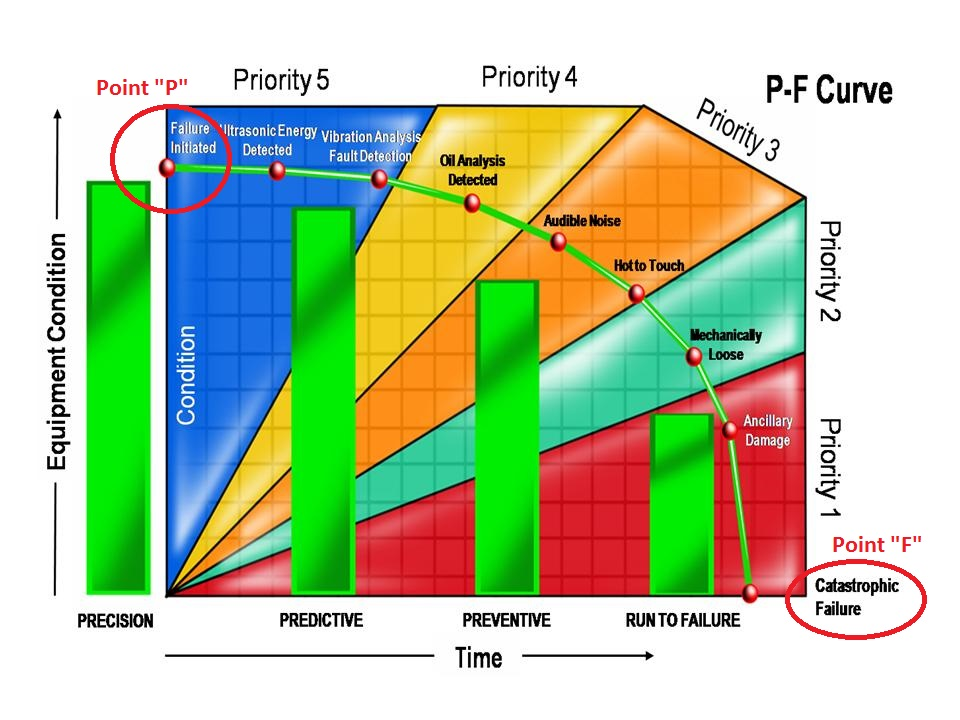 P-F Curve
Priority 5
Priority 4
Priority 3
Priority 2
Priority 1
Point "P"
Failure
Initiated
Ultrasonic Energy
Detected
Vibration Analysis
Fault Detection
Oil Analysis
Detected
Audible Noise
Hot to Touch
Mechanically
Loose
Ancillary
Damage
Point "F"
Catastrophic
Failure
Condition
Equipment Condition
PRECISION
PREDICTIVE
PREVENTIVE
RUN TO FAILURE
Time